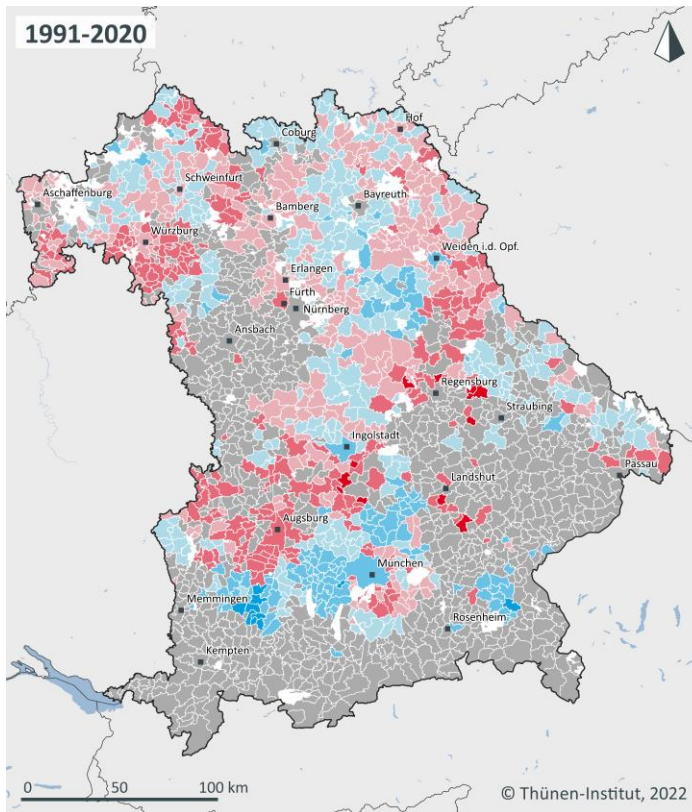 1991-2020
Hof
Coburg
Schweinfurt
Aschaffenburg
Bayreuth
Bamberg
Würzburg
Weiden i.d. Opf.
Erlangen
Fürth
Nürnberg
Ansbach
Regensburg
Straubing
Ingolstadt
Passau
Landshut
Augsburg
München
Memmingen
Rosenheim
Kempten
0 50 100 km
© Thünen-Institut, 2022